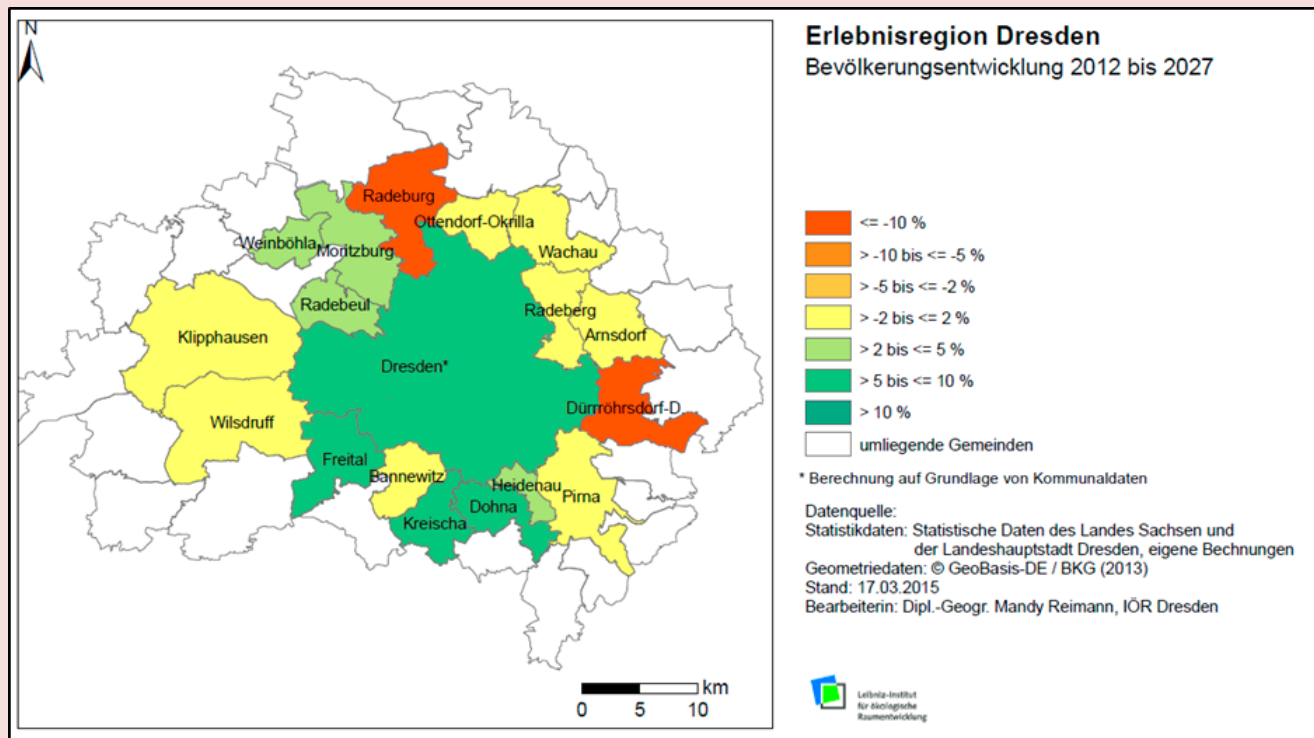 N
Erlebnisregion Dresden
Bevölkerungsentwicklung 2012 bis 2027
Radeburg
Ottendorf-Okrilla
Weinböhla
Moritzburg
Wachau
Radebeul
Radeberg
Klipphausen
Arnsdorf
Dresden*
Dürrröhrsdorf-D.
Wilsdruff
Freital
Bannewitz
Heidenau
Pirna
Dohna
Kreischa
km
0 5 10
<= -10 %
> -10 bis <= -5 %
> -5 bis <= -2 %
> -2 bis <= 2 %
> 2 bis <= 5 %
> 5 bis <= 10 %
> 10 %
umliegende Gemeinden
* Berechnung auf Grundlage von Kommunaldaten
Datenquelle:
Statistikdaten: Statistische Daten des Landes Sachsen und
der Landeshauptstadt Dresden, eigene Bechnungen
Geometriedaten: © GeoBasis-DE / BKG (2013)
Stand: 17.03.2015
Bearbeiterin: Dipl.-Geogr. Mandy Reimann, IÖR Dresden
Leibniz-Institut
für ökologische
Raumentwicklung